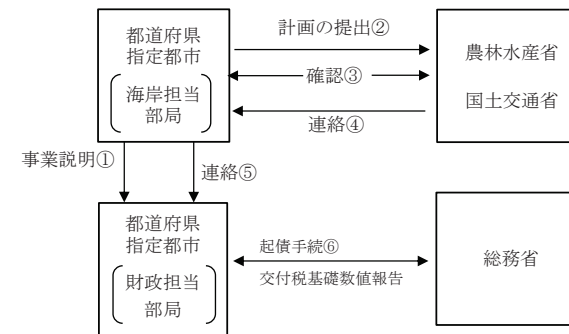 都道府県
指定都市
海岸担当
部局
計画の提出②
確認③
連絡④
農林水産省
国土交通省
事業説明①
連絡⑤
都道府県
指定都市
財政担当
部局
起債手続⑥
交付税基礎数値報告
総務省